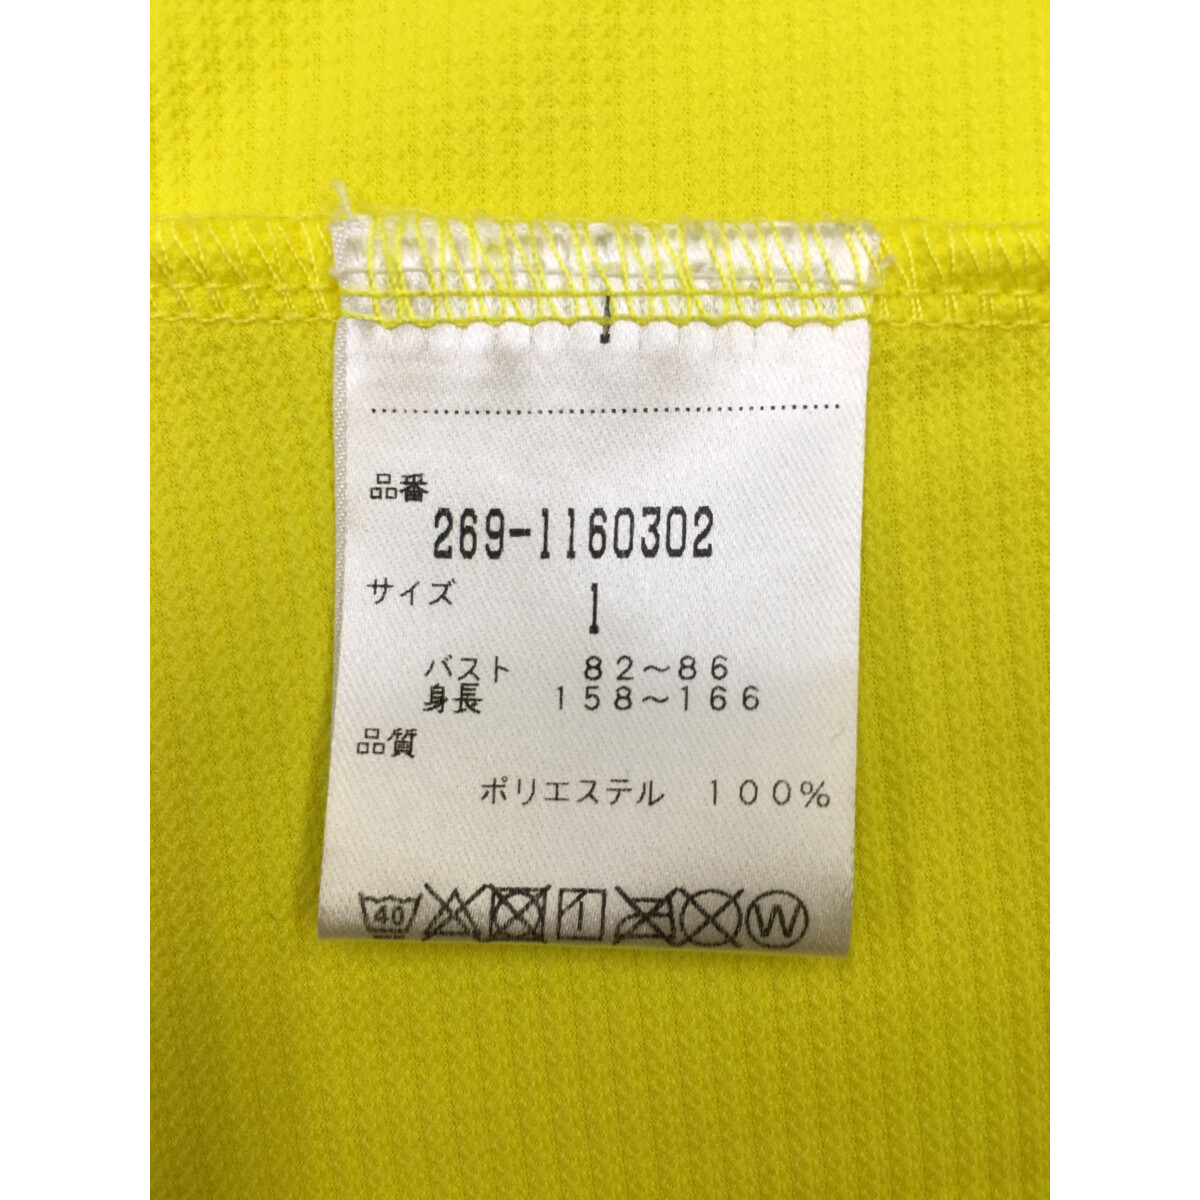 品番
269-1160302
サイズ 1
バスト 82～86
身長 158～166
品質
ポリエステル 100%
40 W